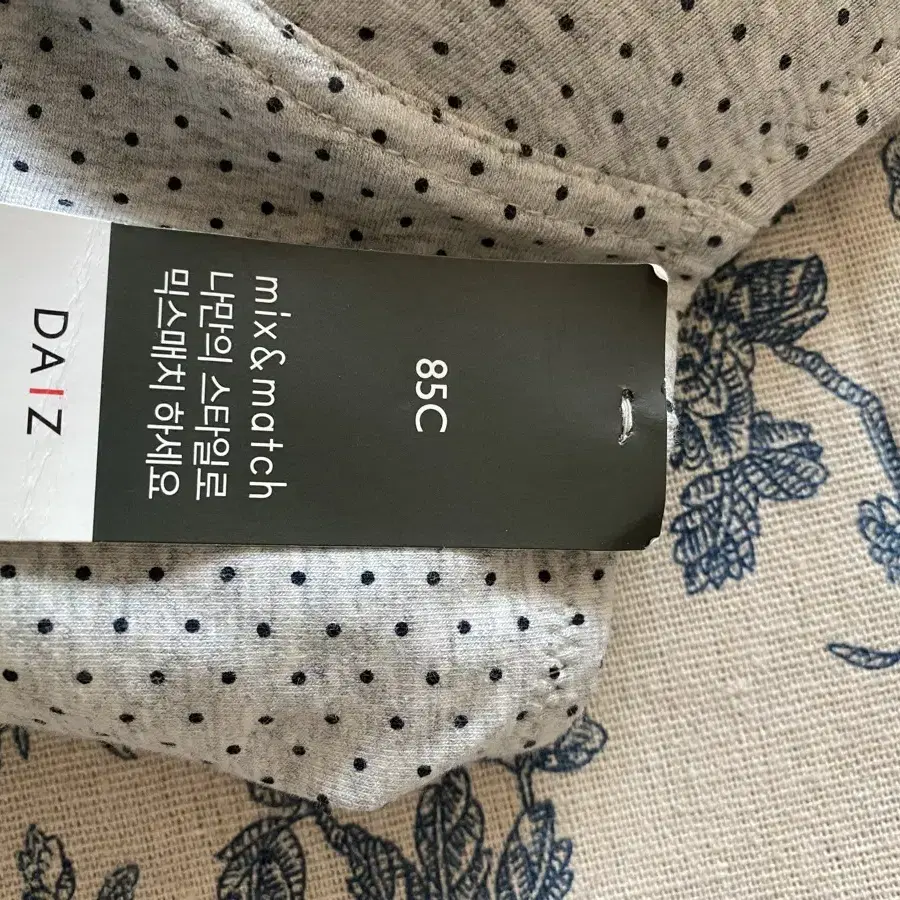 85C
mix&match
나만의 스타일로
믹스매치 하세요
DAIZ